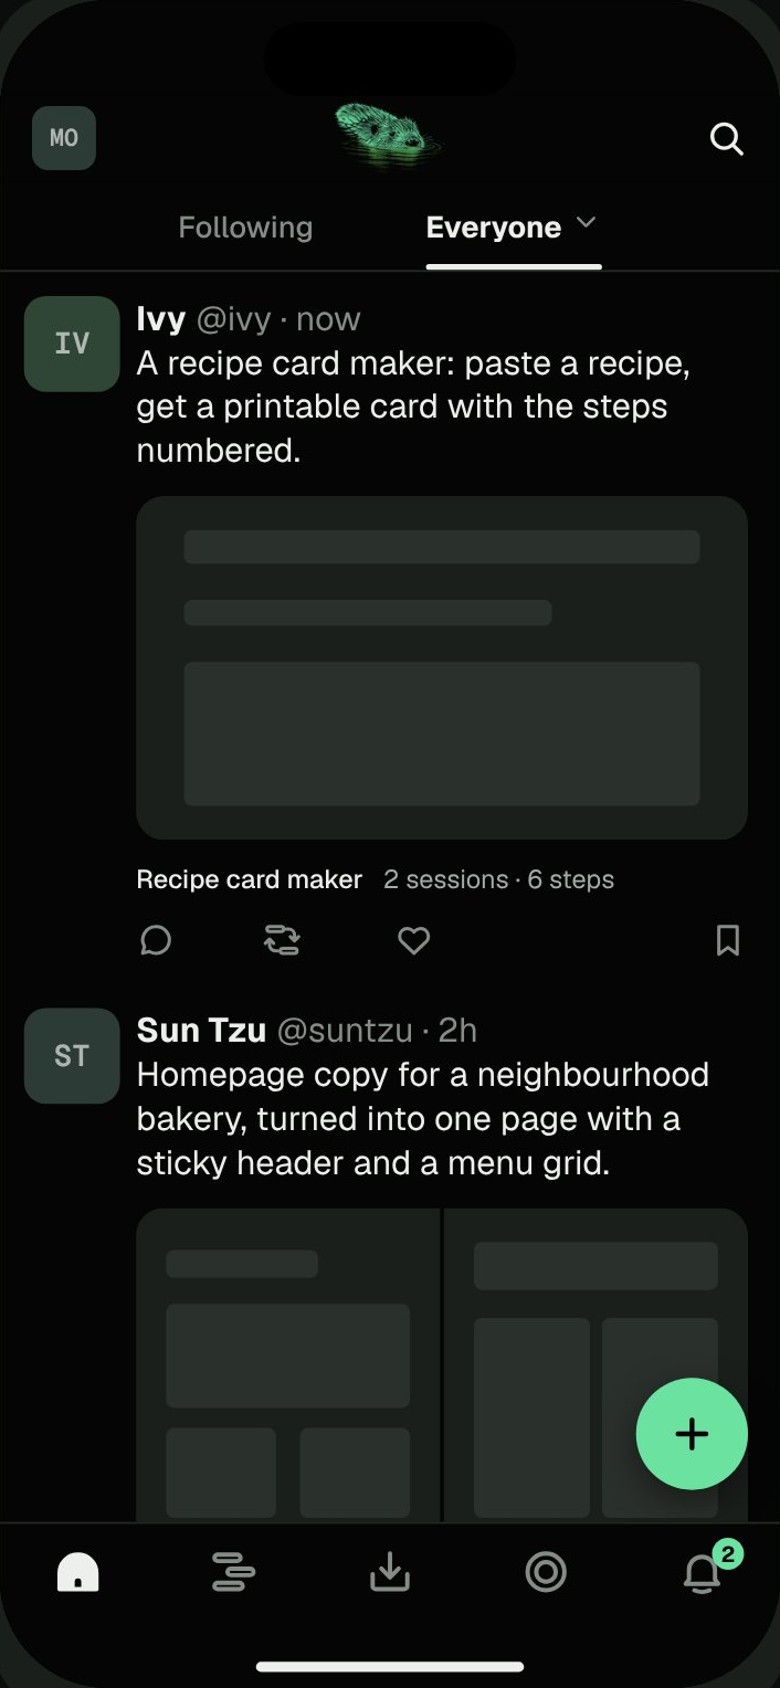 MO
Following
Everyone
IV
Ivy @ivy · now
A recipe card maker: paste a recipe,
get a printable card with the steps
numbered.
Recipe card maker 2 sessions · 6 steps
ST
Sun Tzu @suntzu · 2h
Homepage copy for a neighbourhood
bakery, turned into one page with a
sticky header and a menu grid.
2